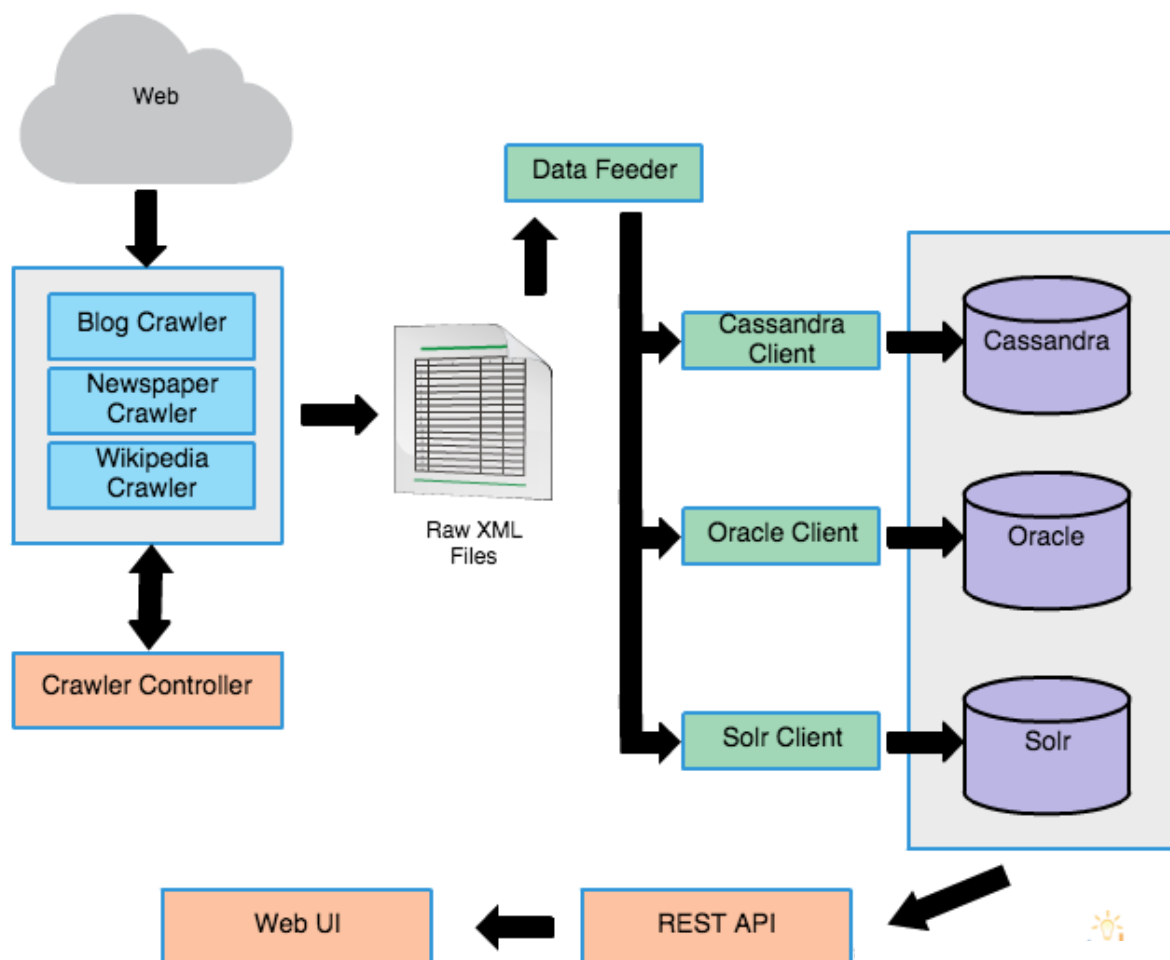 Web
Data Feeder
Blog Crawler
Newspaper
Crawler
Wikipedia
Crawler
Raw XML
Files
Cassandra
Client
Cassandra
Oracle Client
Oracle
Crawler Controller
Solr Client
Solr
Web UI
REST API